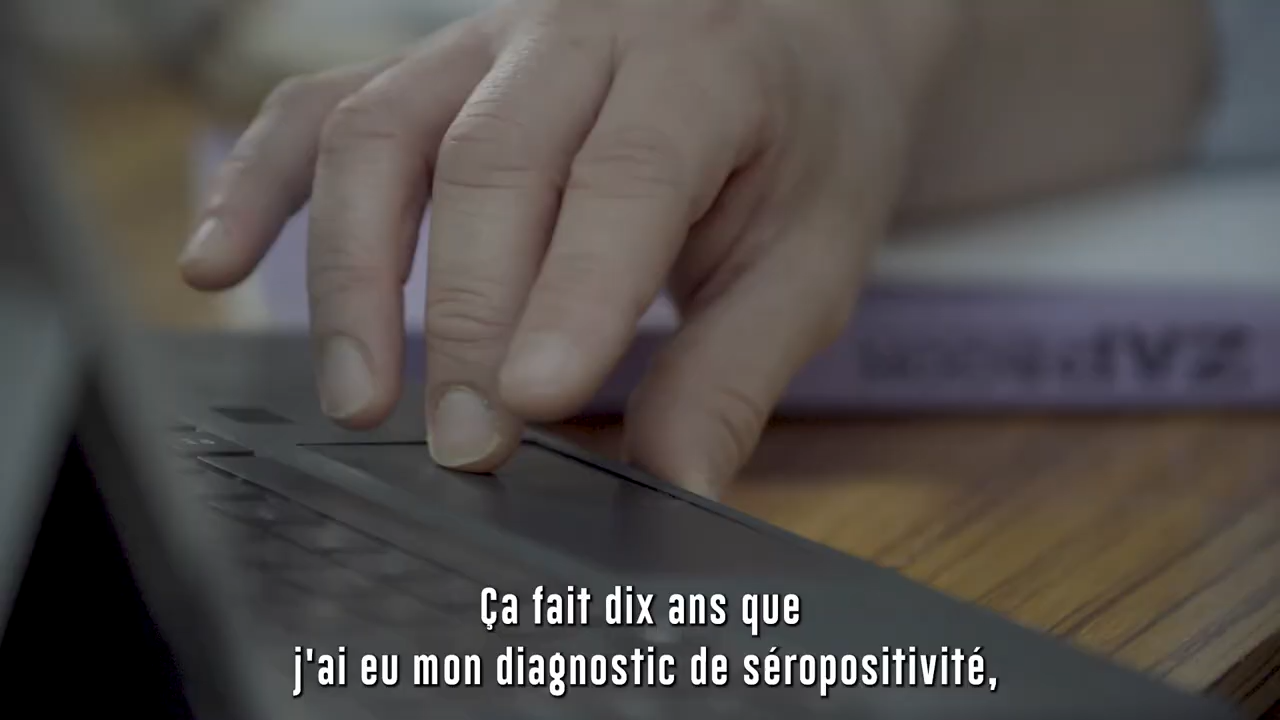 Ça fait dix ans que
j'ai eu mon diagnostic de séropositivité,